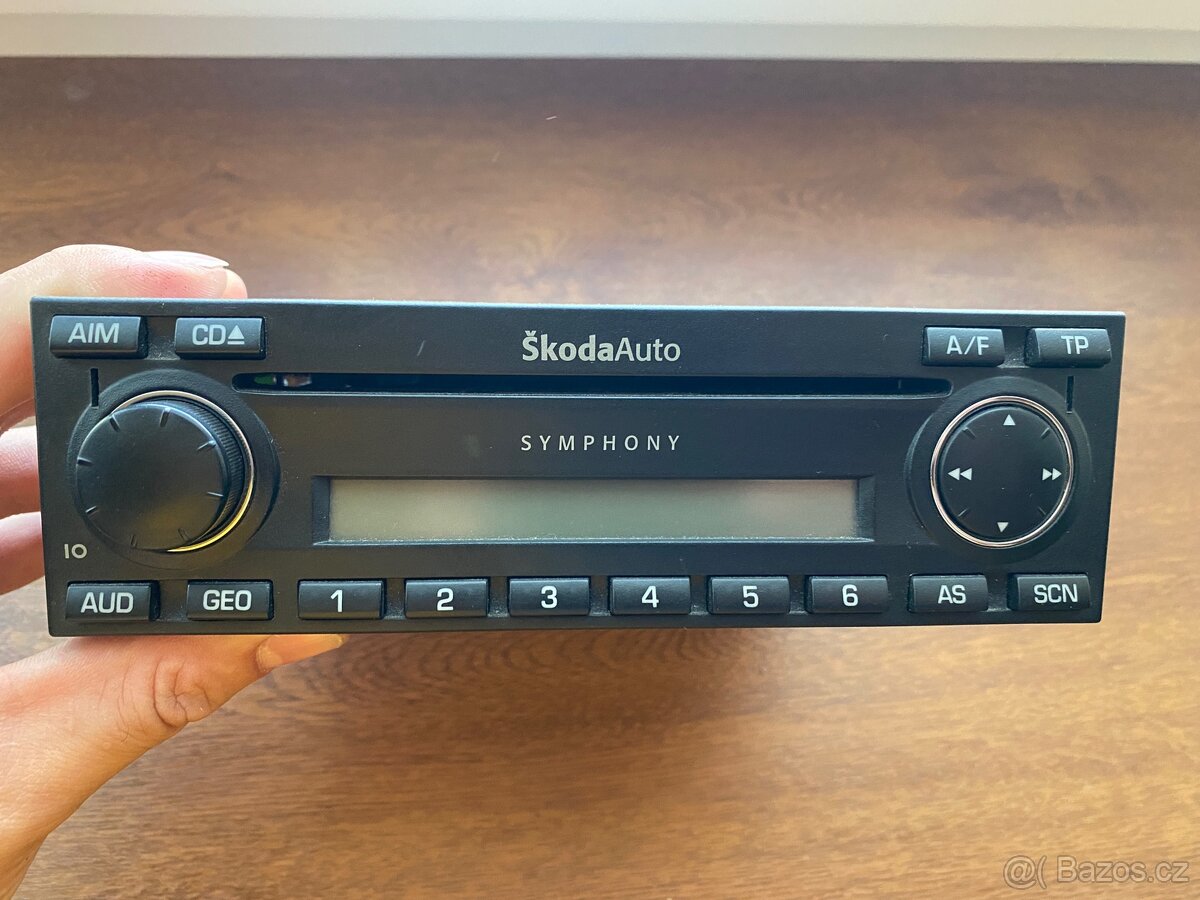 AIM CD ŠkodaAuto A/F TP
SYMPHONY
IO
AUD GEO 1 2 3 4 5 6 AS SCN
@( Bazos.cz